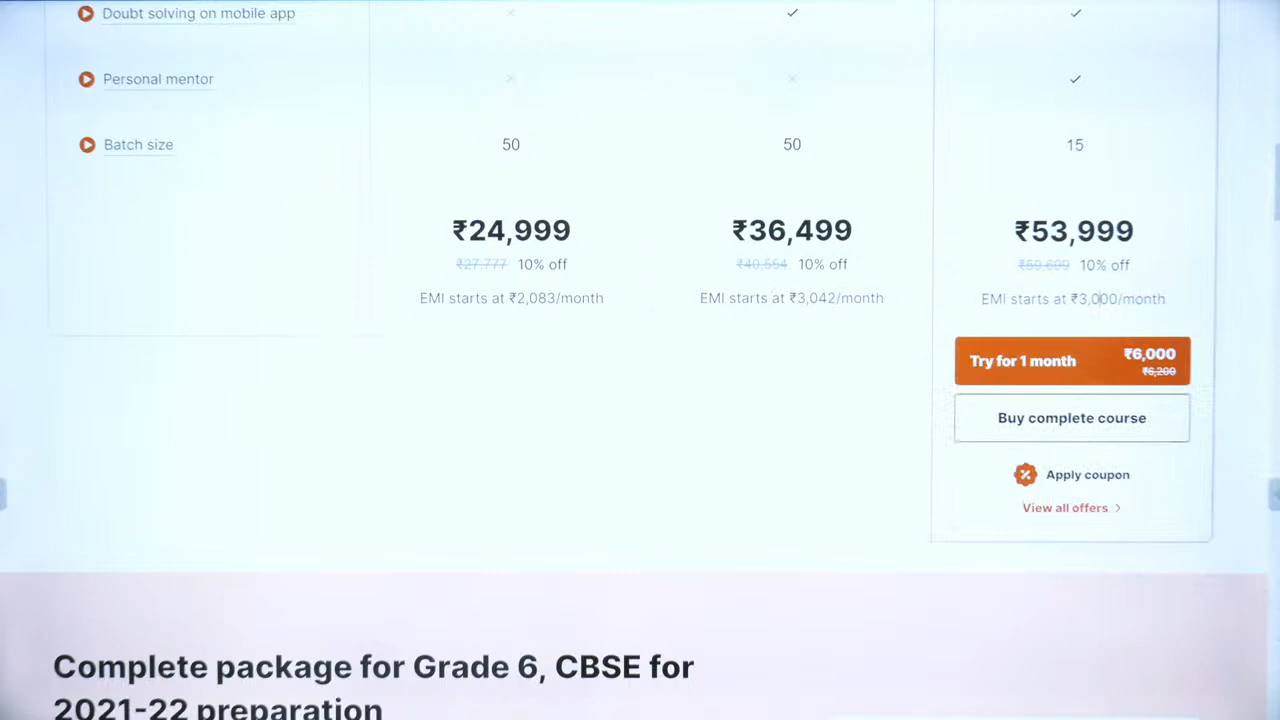 Doubt solving on mobile app
Personal mentor
Batch size 50 50 15
₹24,999 ₹36,499 ₹53,999
₹27,777 10% off ₹40,554 10% off ₹59,699 10% off
EMI starts at ₹2,083/month EMI starts at ₹3,042/month EMI starts at ₹3,000/month
Try for 1 month ₹6,000
₹6,200
Buy complete course
Apply coupon
View all offers
Complete package for Grade 6, CBSE for
2021-22 preparation